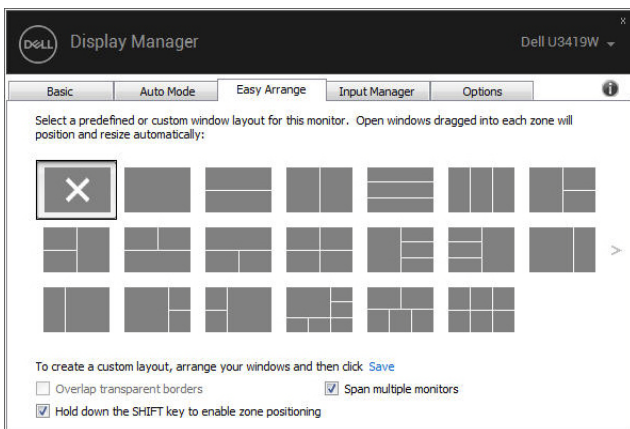 x
DELL Display Manager Dell U3419W
Basic Auto Mode Easy Arrange Input Manager Options i
Select a predefined or custom window layout for this monitor. Open windows dragged into each zone will
position and resize automatically:
>
To create a custom layout, arrange your windows and then click Save
Overlap transparent borders Span multiple monitors
Hold down the SHIFT key to enable zone positioning